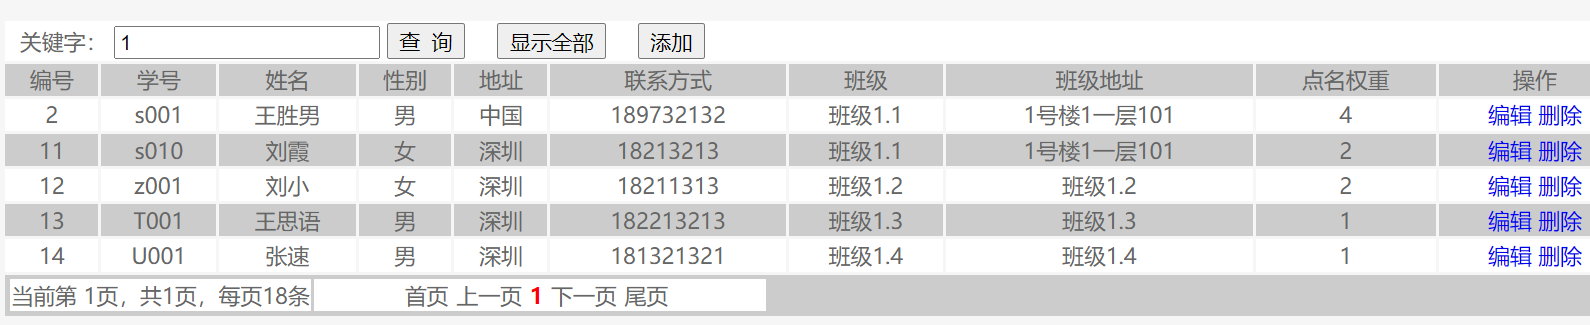 关键字： 1 查 询 显示全部 添加
编号 学号 姓名 性别 地址 联系方式 班级 班级地址 点名权重 操作
2 s001 王胜男 男 中国 189732132 班级1.1 1号楼1一层101 4 编辑 删除
11 s010 刘霞 女 深圳 18213213 班级1.1 1号楼1一层101 2 编辑 删除
12 z001 刘小 女 深圳 18211313 班级1.2 班级1.2 2 编辑 删除
13 T001 王思语 男 深圳 182213213 班级1.3 班级1.3 1 编辑 删除
14 U001 张速 男 深圳 181321321 班级1.4 班级1.4 1 编辑 删除
当前第 1页，共1页，每页18条 首页 上一页 1 下一页 尾页